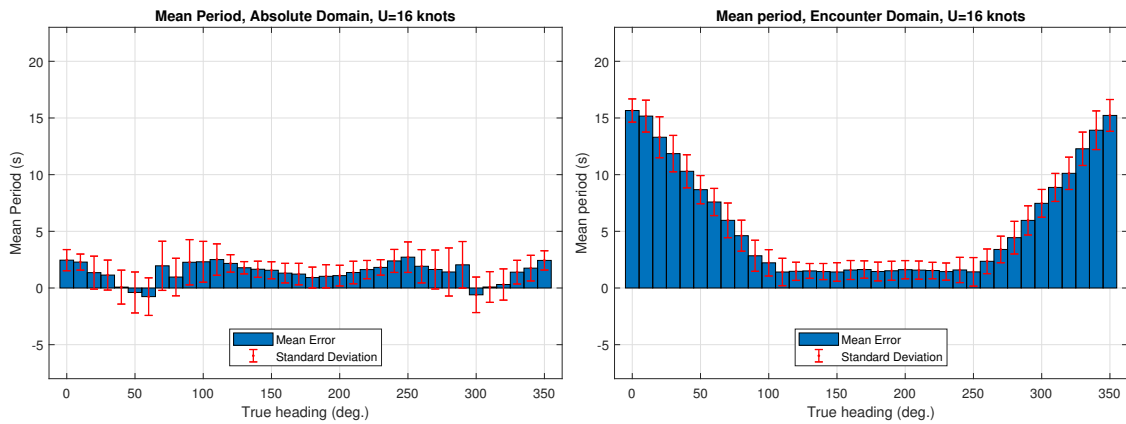 Mean Period, Absolute Domain, U=16 knots
Mean Period (s)
20
15
10
5
0
-5
Mean Error
Standard Deviation
0 50 100 150 200 250 300 350
True heading (deg.)
Mean period, Encounter Domain, U=16 knots
Mean period (s)
20
15
10
5
0
-5
Mean Error
Standard Deviation
0 50 100 150 200 250 300 350
True heading (deg.)